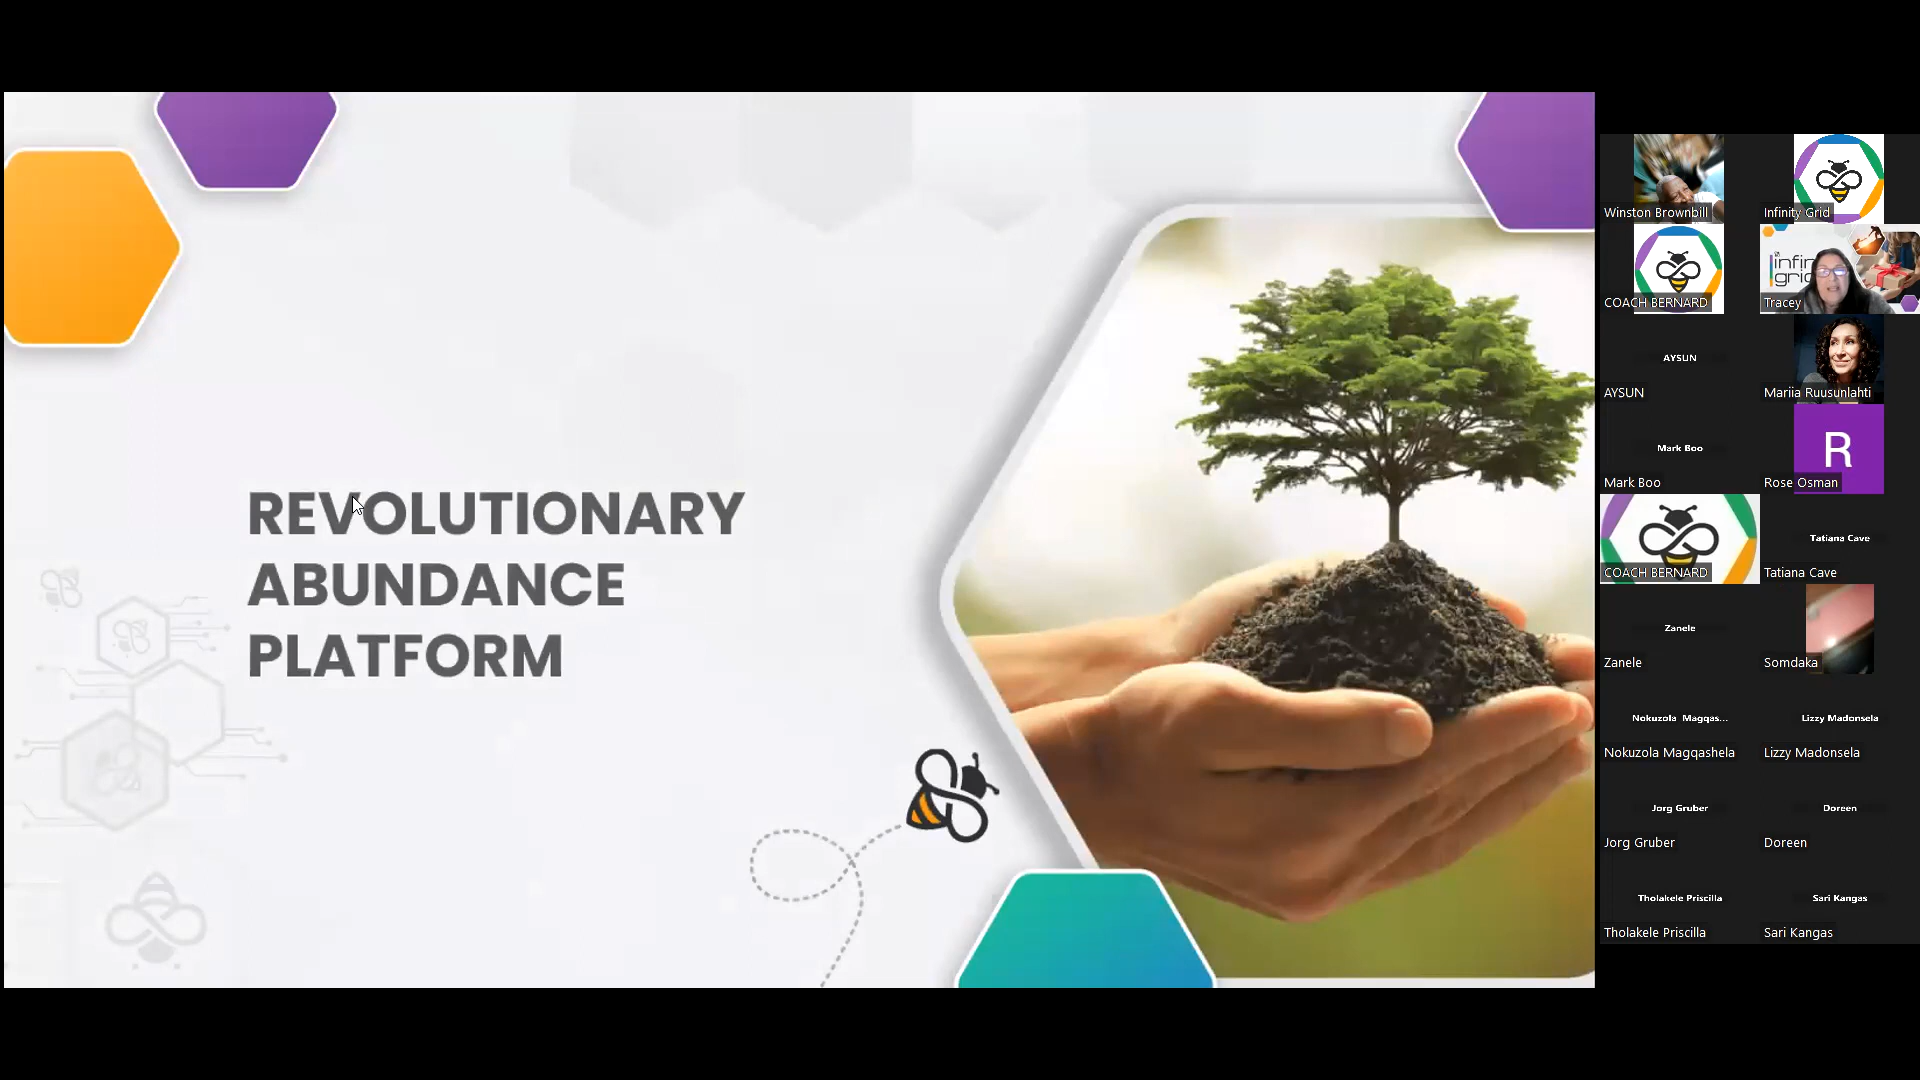 REVOLUTIONARY
ABUNDANCE
PLATFORM
Winston Brownbill
Infinity Grid
COACH BERNARD
infin
grid
Tracey
AYSUN
AYSUN
Mariia Ruusunlahti
Mark Boo
Mark Boo
R
Rose Osman
COACH BERNARD
Tatiana Cave
Tatiana Cave
Zanele
Zanele
Somdaka
Nokuzola Magqas...
Nokuzola Magqashela
Lizzy Madonsela
Lizzy Madonsela
Jorg Gruber
Jorg Gruber
Doreen
Doreen
Tholakele Priscilla
Tholakele Priscilla
Sari Kangas
Sari Kangas